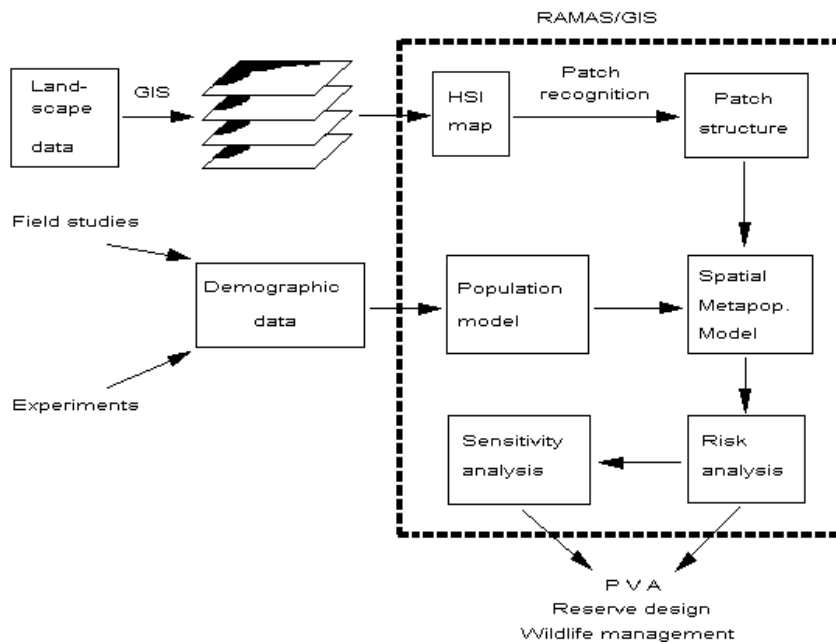 RAMAS/GIS
Land-
scape
data
GIS
HSI
map
Patch
recognition
Patch
structure
Field studies
Demographic
data
Population
model
Spatial
Metapop.
Model
Experiments
Sensitivity
analysis
Risk
analysis
P V A
Reserve design
Wildlife management